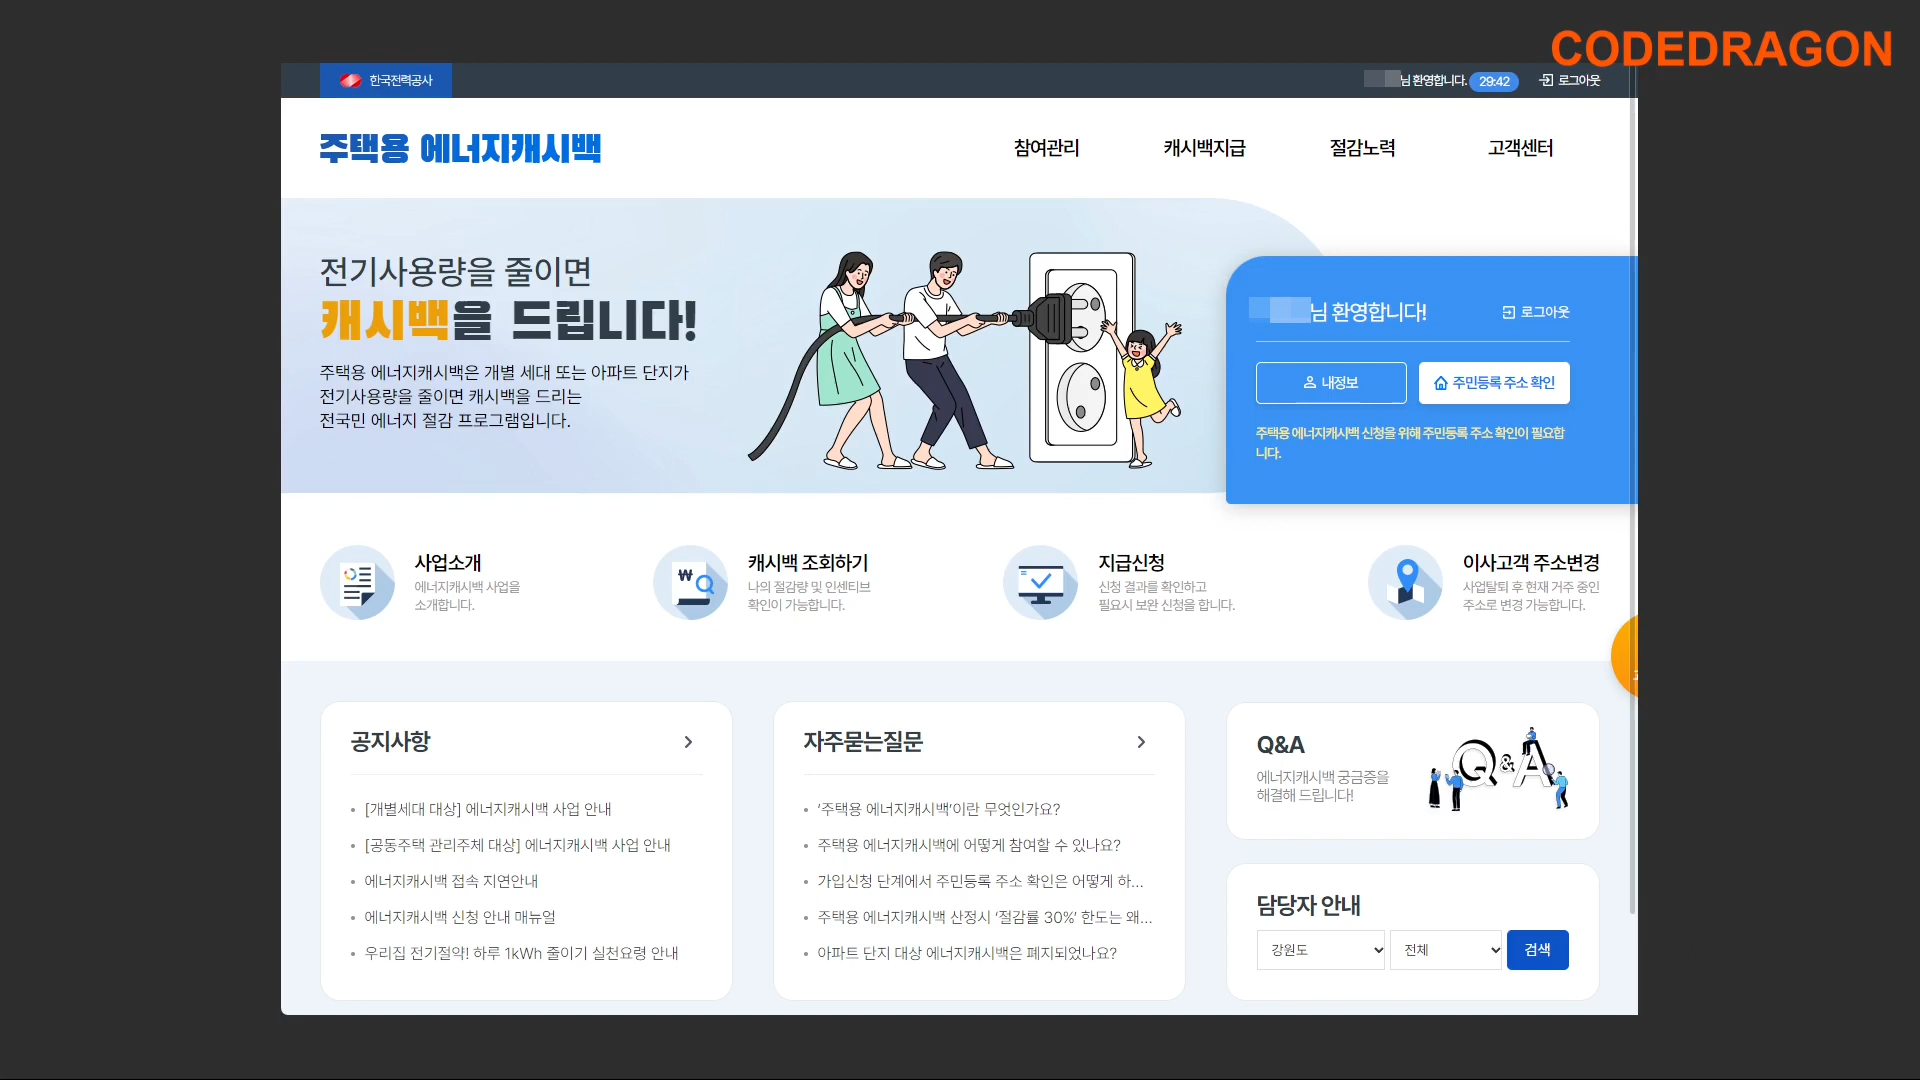 CODEDRAGON
한국전력공사
님 환영합니다. 29:42 로그아웃
주택용 에너지캐시백
참여관리 캐시백지급 절감노력 고객센터
전기사용량을 줄이면
캐시백을 드립니다!
주택용 에너지캐시백은 개별 세대 또는 아파트 단지가
전기사용량을 줄이면 캐시백을 드리는
전국민 에너지 절감 프로그램입니다.
님 환영합니다! 로그아웃
내정보 주민등록 주소 확인
주택용 에너지캐시백 신청을 위해 주민등록 주소 확인이 필요합
니다.
사업소개
에너지캐시백 사업을
소개합니다.
캐시백 조회하기
나의 절감량 및 인센티브
확인이 가능합니다.
지급신청
신청 결과를 확인하고
필요시 보완 신청을 합니다.
이사고객 주소변경
사업탈퇴 후 현재 거주 중인
주소로 변경 가능합니다.
공지사항
[개별세대 대상] 에너지캐시백 사업 안내
[공동주택 관리주체 대상] 에너지캐시백 사업 안내
에너지캐시백 접속 지연안내
에너지캐시백 신청 안내 매뉴얼
우리집 전기절약! 하루 1kWh 줄이기 실천요령 안내
자주묻는질문
‘주택용 에너지캐시백’이란 무엇인가요?
주택용 에너지캐시백에 어떻게 참여할 수 있나요?
가입신청 단계에서 주민등록 주소 확인은 어떻게 하...
주택용 에너지캐시백 산정시 ‘절감률 30%’ 한도는 왜...
아파트 단지 대상 에너지캐시백은 폐지되었나요?
Q&A
에너지캐시백 궁금증을
해결해 드립니다!
Q&A
담당자 안내
강원도 전체 검색